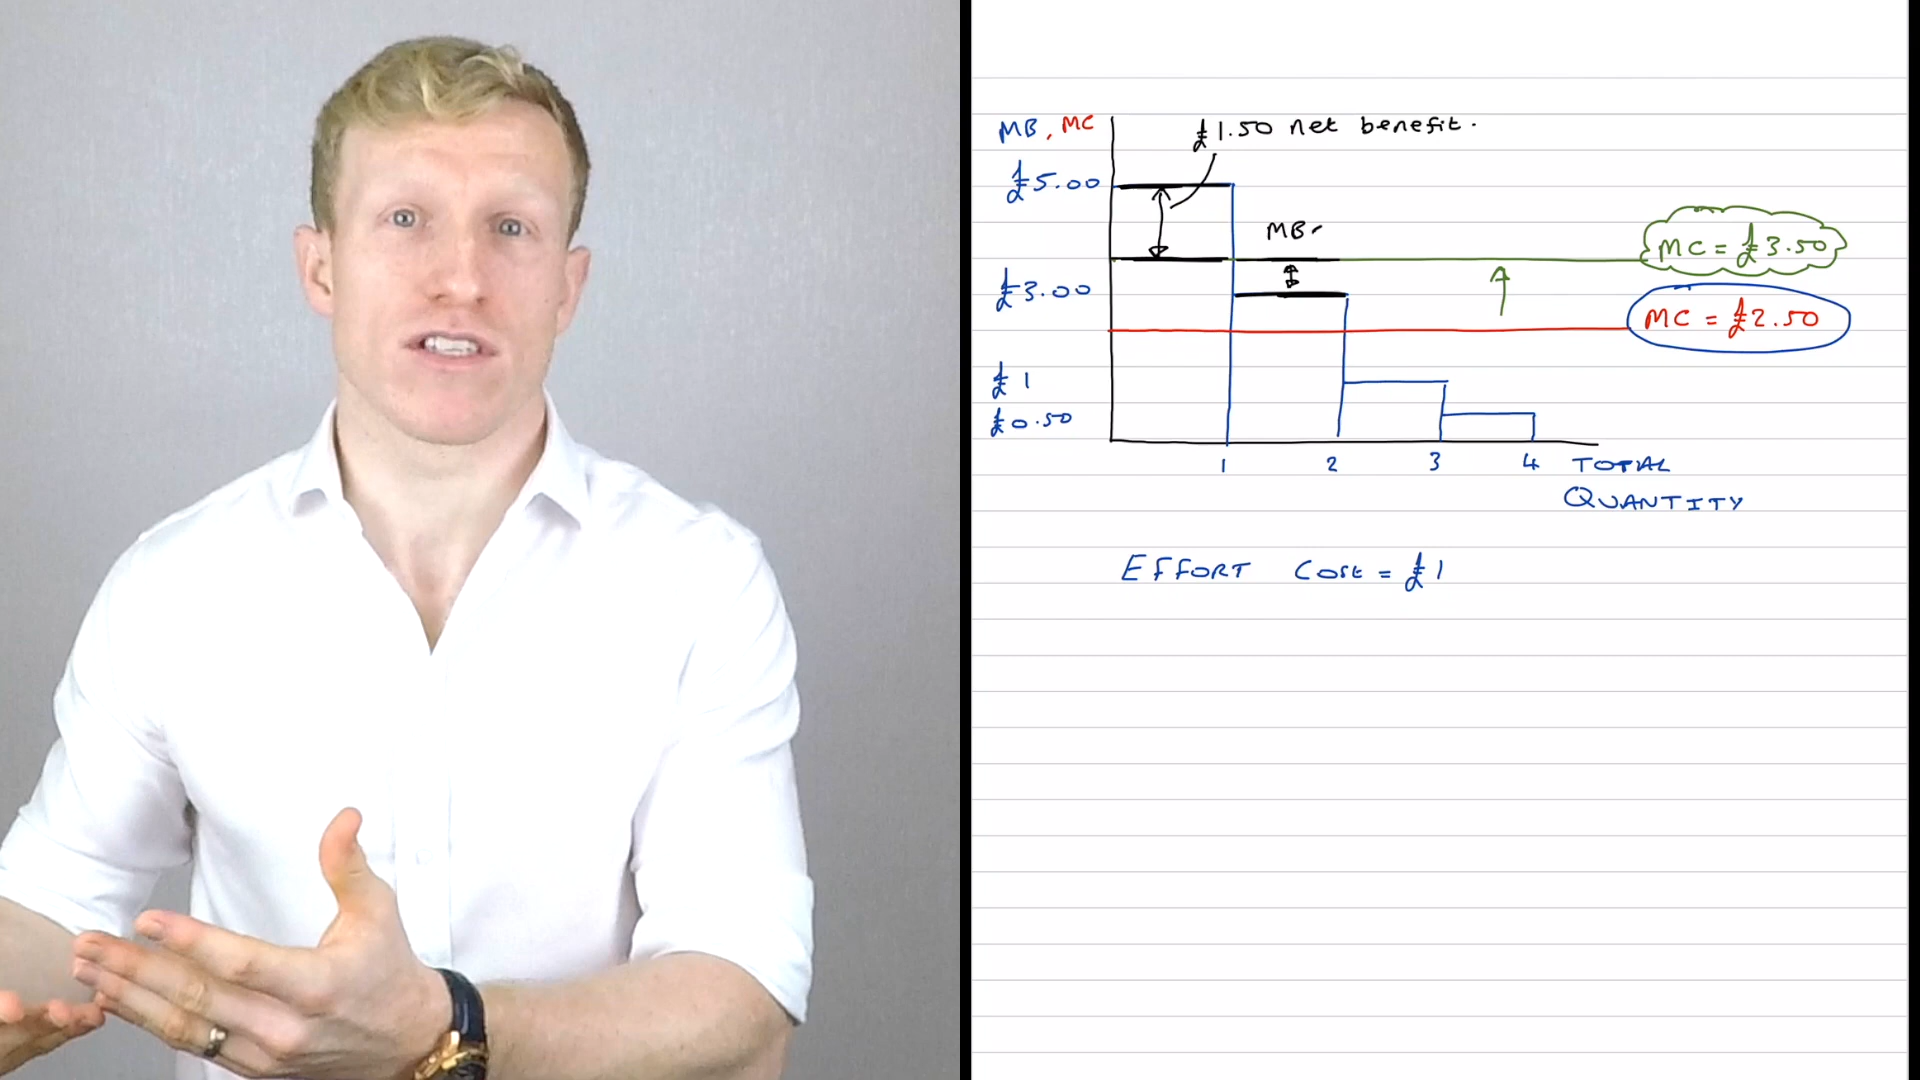 MB, MC
£1.50 net benefit.
£5.00
MB
MC = £3.50
£3.00
MC = £2.50
£1
£0.50
1 2 3 4 TOTAL
QUANTITY
EFFORT COST = £1